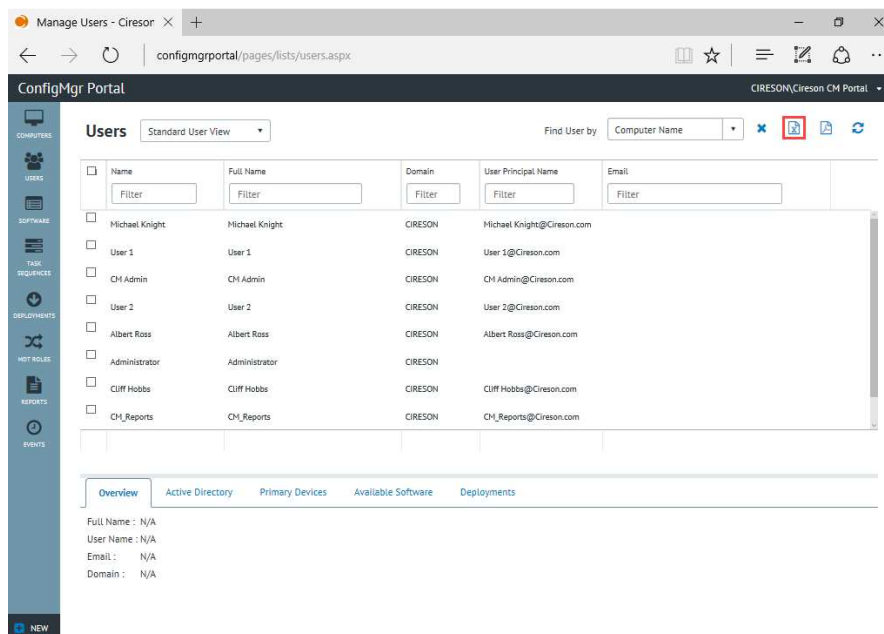 Manage Users - Cireson
configmgrportal/pages/lists/users.aspx
ConfigMgr Portal
CIRESON\Cireson CM Portal
COMPUTERS
USERS
SOFTWARE
TASK SEQUENCES
DEPLOYMENTS
MDT ROLES
REPORTS
EVENTS
NEW
Users Standard User View Find User by Computer Name
Name Full Name Domain User Principal Name Email
Filter Filter Filter Filter Filter
Michael Knight Michael Knight CIRESON Michael Knight@Cireson.com
User 1 User 1 CIRESON User 1@Cireson.com
CM Admin CM Admin CIRESON CM Admin@Cireson.com
User 2 User 2 CIRESON User 2@Cireson.com
Albert Ross Albert Ross CIRESON Albert Ross@Cireson.com
Administrator Administrator CIRESON
Cliff Hobbs Cliff Hobbs CIRESON Cliff Hobbs@Cireson.com
CM_Reports CM_Reports CIRESON CM_Reports@Cireson.com
Overview Active Directory Primary Devices Available Software Deployments
Full Name : N/A
User Name : N/A
Email : N/A
Domain : N/A